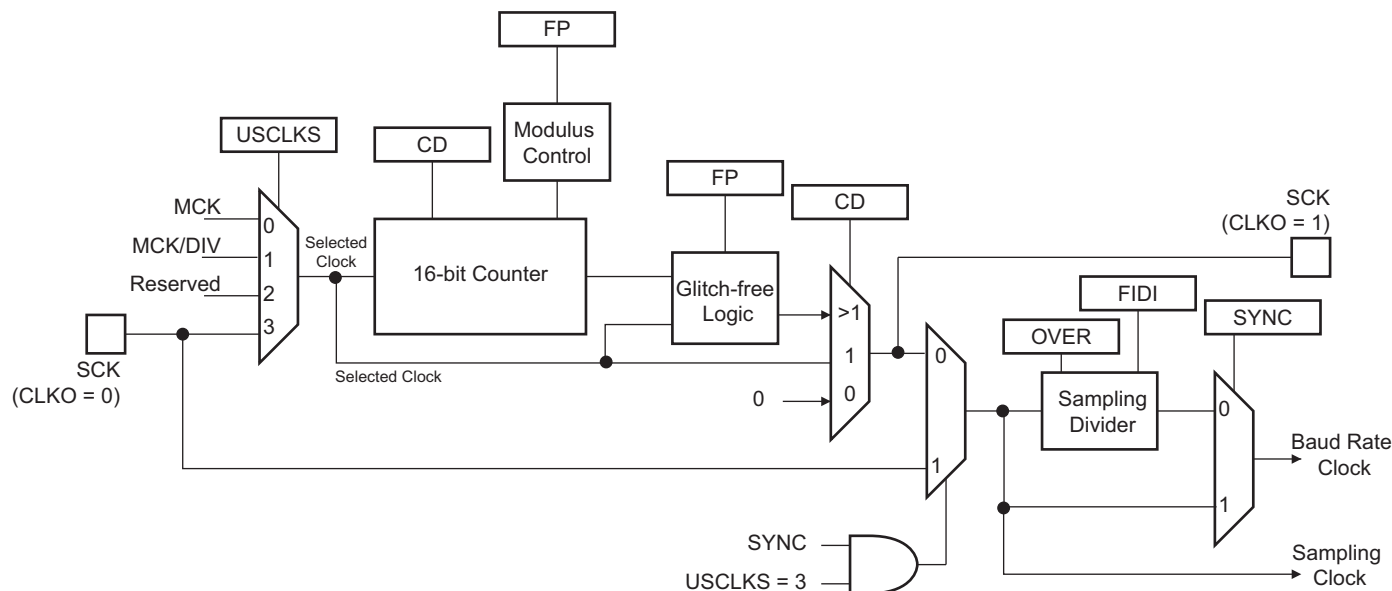 FP
Modulus
Control
USCLKS
CD
FP
CD
SCK
(CLKO = 1)
MCK
0
MCK/DIV
1
Reserved
2
3
Selected
Clock
16-bit Counter
Glitch-free
Logic
>1
1
0
0
Selected Clock
SCK
(CLKO = 0)
FIDI
OVER
SYNC
0
1
Sampling
Divider
0
1
Baud Rate
Clock
SYNC
USCLKS = 3
Sampling
Clock